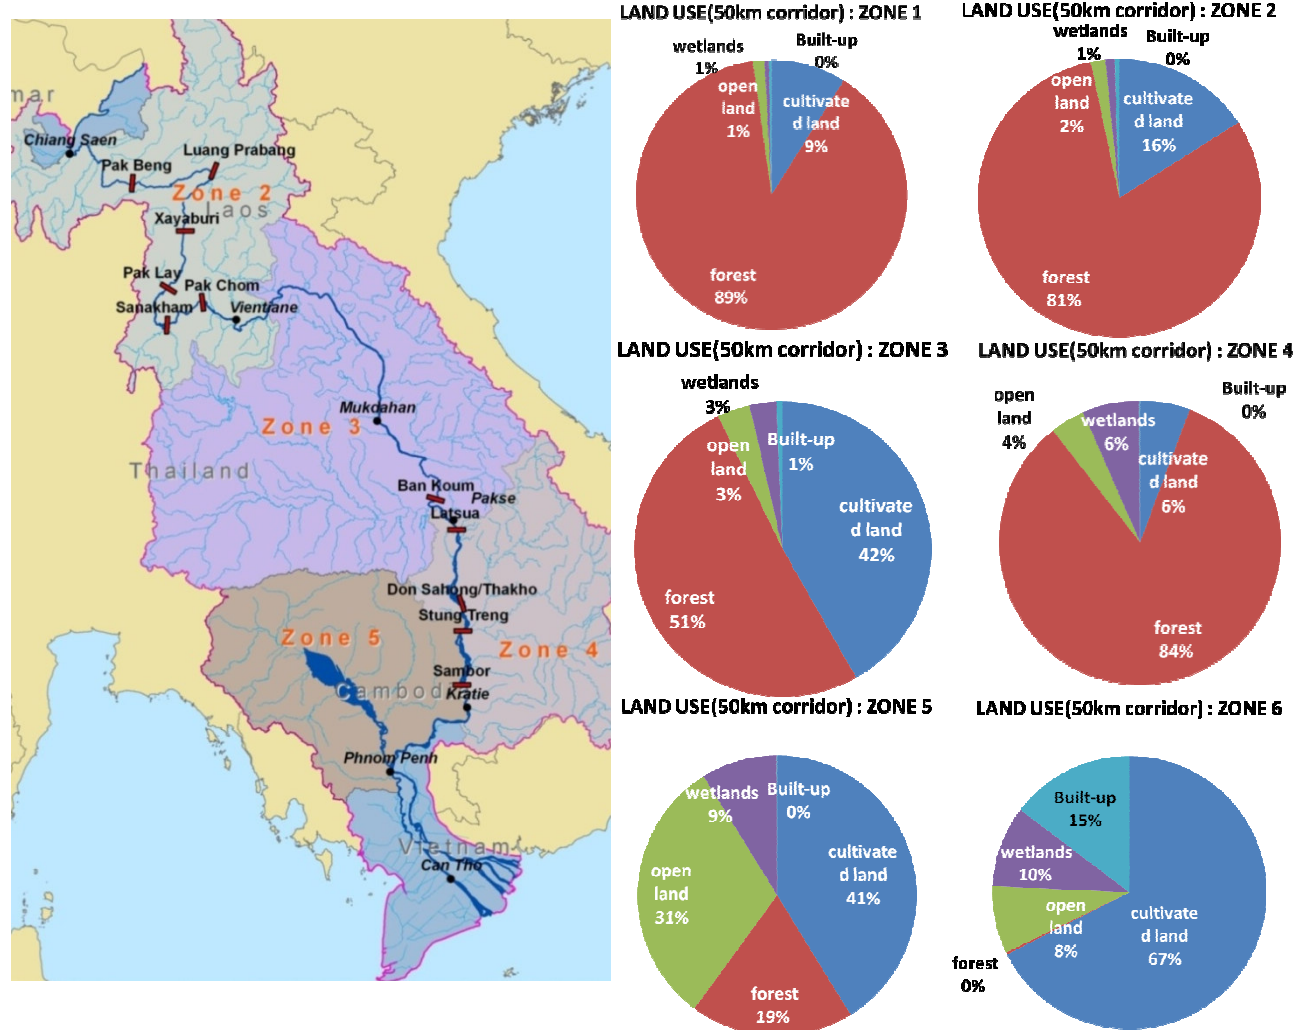 mar
Chiang Saen
Pak Beng
Luang Prabang
Zone 2
Laos
Xayaburi
Pak Lay
Pak Chom
Sanakham
Vientiane
Mukdahan
Zone 3
Thailand
Ban Koum
Pakse
Latsua
Don Sahong/Thakho
Stung Treng
Zone 5
Zone 4
Sambor
Cambod
Kratie
Phnom Penh
Vietnam
Can Tho
LAND USE(50km corridor) : ZONE 1
wetlands
1%
Built-up
0%
open
land
1%
cultivate
d land
9%
forest
89%
LAND USE(50km corridor) : ZONE 2
wetlands
1%
Built-up
0%
open
land
2%
cultivate
d land
16%
forest
81%
LAND USE(50km corridor) : ZONE 3
wetlands
3%
open
land
3%
Built-up
1%
cultivate
d land
42%
forest
51%
LAND USE(50km corridor) : ZONE 4
open
land
4%
Built-up
0%
wetlands
6%
cultivate
d land
6%
forest
84%
LAND USE(50km corridor) : ZONE 5
wetlands
9%
Built-up
0%
open
land
31%
cultivate
d land
41%
forest
19%
LAND USE(50km corridor) : ZONE 6
Built-up
15%
wetlands
10%
open
land
8%
cultivate
d land
67%
forest
0%